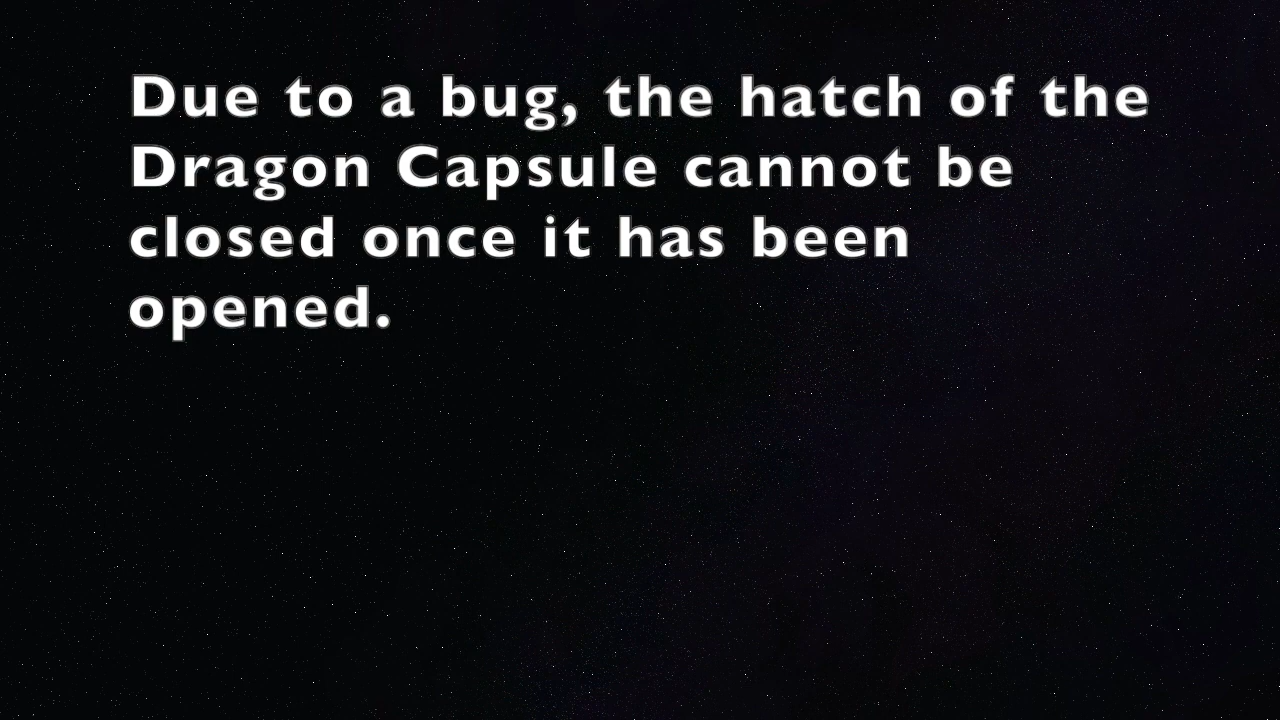 Due to a bug, the hatch of the
Dragon Capsule cannot be
closed once it has been
opened.